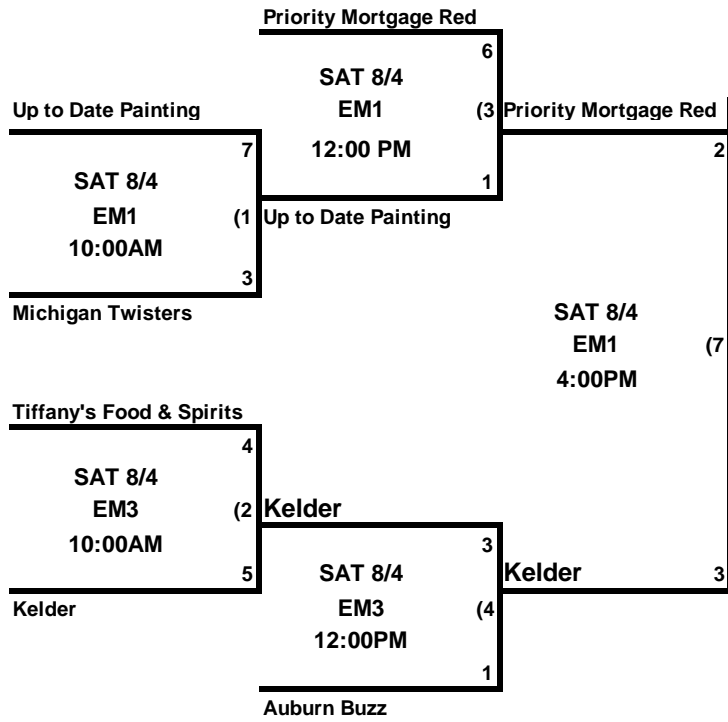 Priority Mortgage Red
6
SAT 8/4
EM1
(3
12:00 PM
1
Up to Date Painting
7
SAT 8/4
EM1
(1
10:00AM
3
Michigan Twisters
Up to Date Painting
Priority Mortgage Red
2
SAT 8/4
EM1
(7
4:00PM
Tiffany's Food & Spirits
4
SAT 8/4
EM3
(2
10:00AM
5
Kelder
Kelder
3
SAT 8/4
EM3
(4
12:00PM
1
Auburn Buzz
Kelder
3